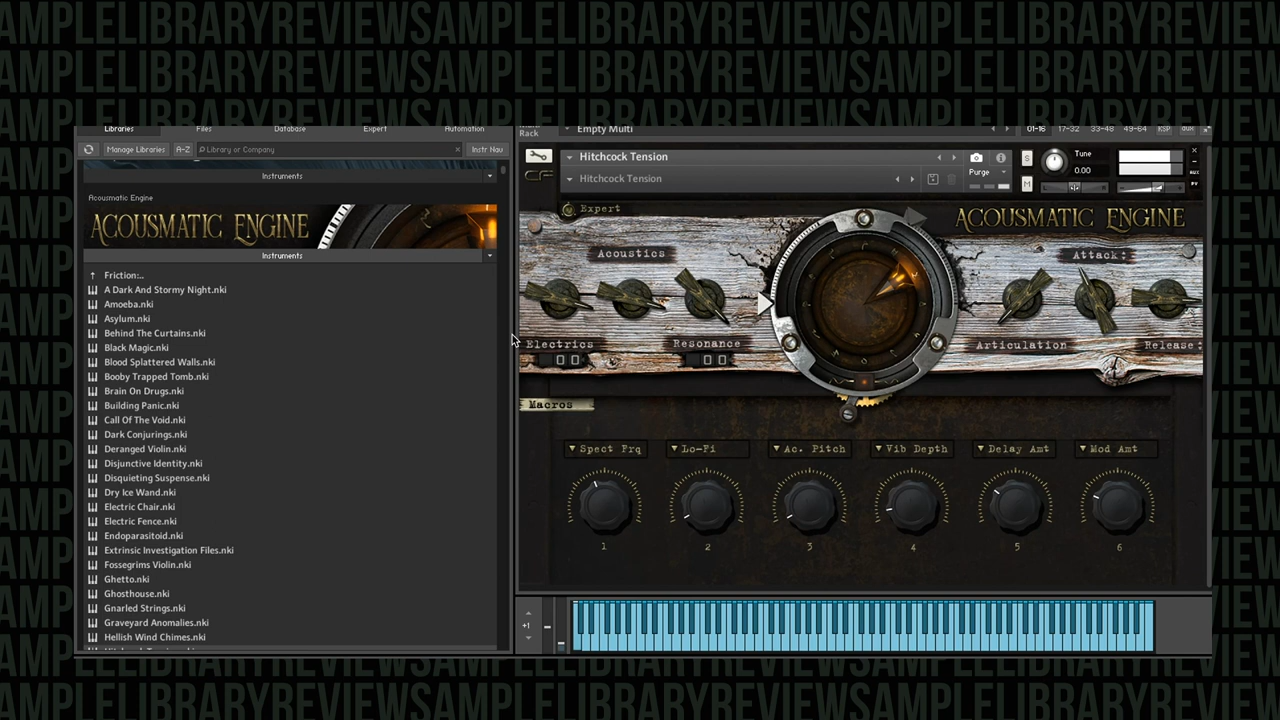 SAMPLELIBRARYREVIEW
Libraries
Files
Database
Expert
Automation
Manage Libraries
A-Z
Library or Company
Instr Nav
Instruments
Acousmatic Engine
ACOUSMATIC ENGINE
Instruments
Friction:..
A Dark And Stormy Night.nki
Amoeba.nki
Asylum.nki
Behind The Curtains.nki
Black Magic.nki
Blood Splattered Walls.nki
Booby Trapped Tomb.nki
Brain On Drugs.nki
Building Panic.nki
Call Of The Void.nki
Dark Conjurings.nki
Deranged Violin.nki
Disjunctive Identity.nki
Disquieting Suspense.nki
Dry Ice Wand.nki
Electric Chair.nki
Electric Fence.nki
Endoparasitoid.nki
Extrinsic Investigation Files.nki
Fossegrims Violin.nki
Ghetto.nki
Ghosthouse.nki
Gnarled Strings.nki
Graveyard Anomalies.nki
Hellish Wind Chimes.nki
Rack
Empty Multi
01-16
17-32
33-48
49-64
KSP
aux
Hitchcock Tension
Hitchcock Tension
Purge
S
M
Tune
0.00
AUX
PV
Expert
ACOUSMATIC ENGINE
Acoustics
Attack:
Electrics
00
Resonance
00
Articulation
Release:
Macros
Spect Frq
Lo-Fi
Ac. Pitch
Vib Depth
Delay Amt
Mod Amt
1
2
3
4
5
6
+1